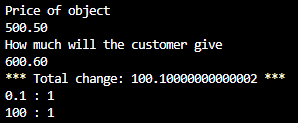 Price of object
500.50
How much will the customer give
600.60
*** Total change: 100.10000000000002 ***
0.1 : 1
100 : 1